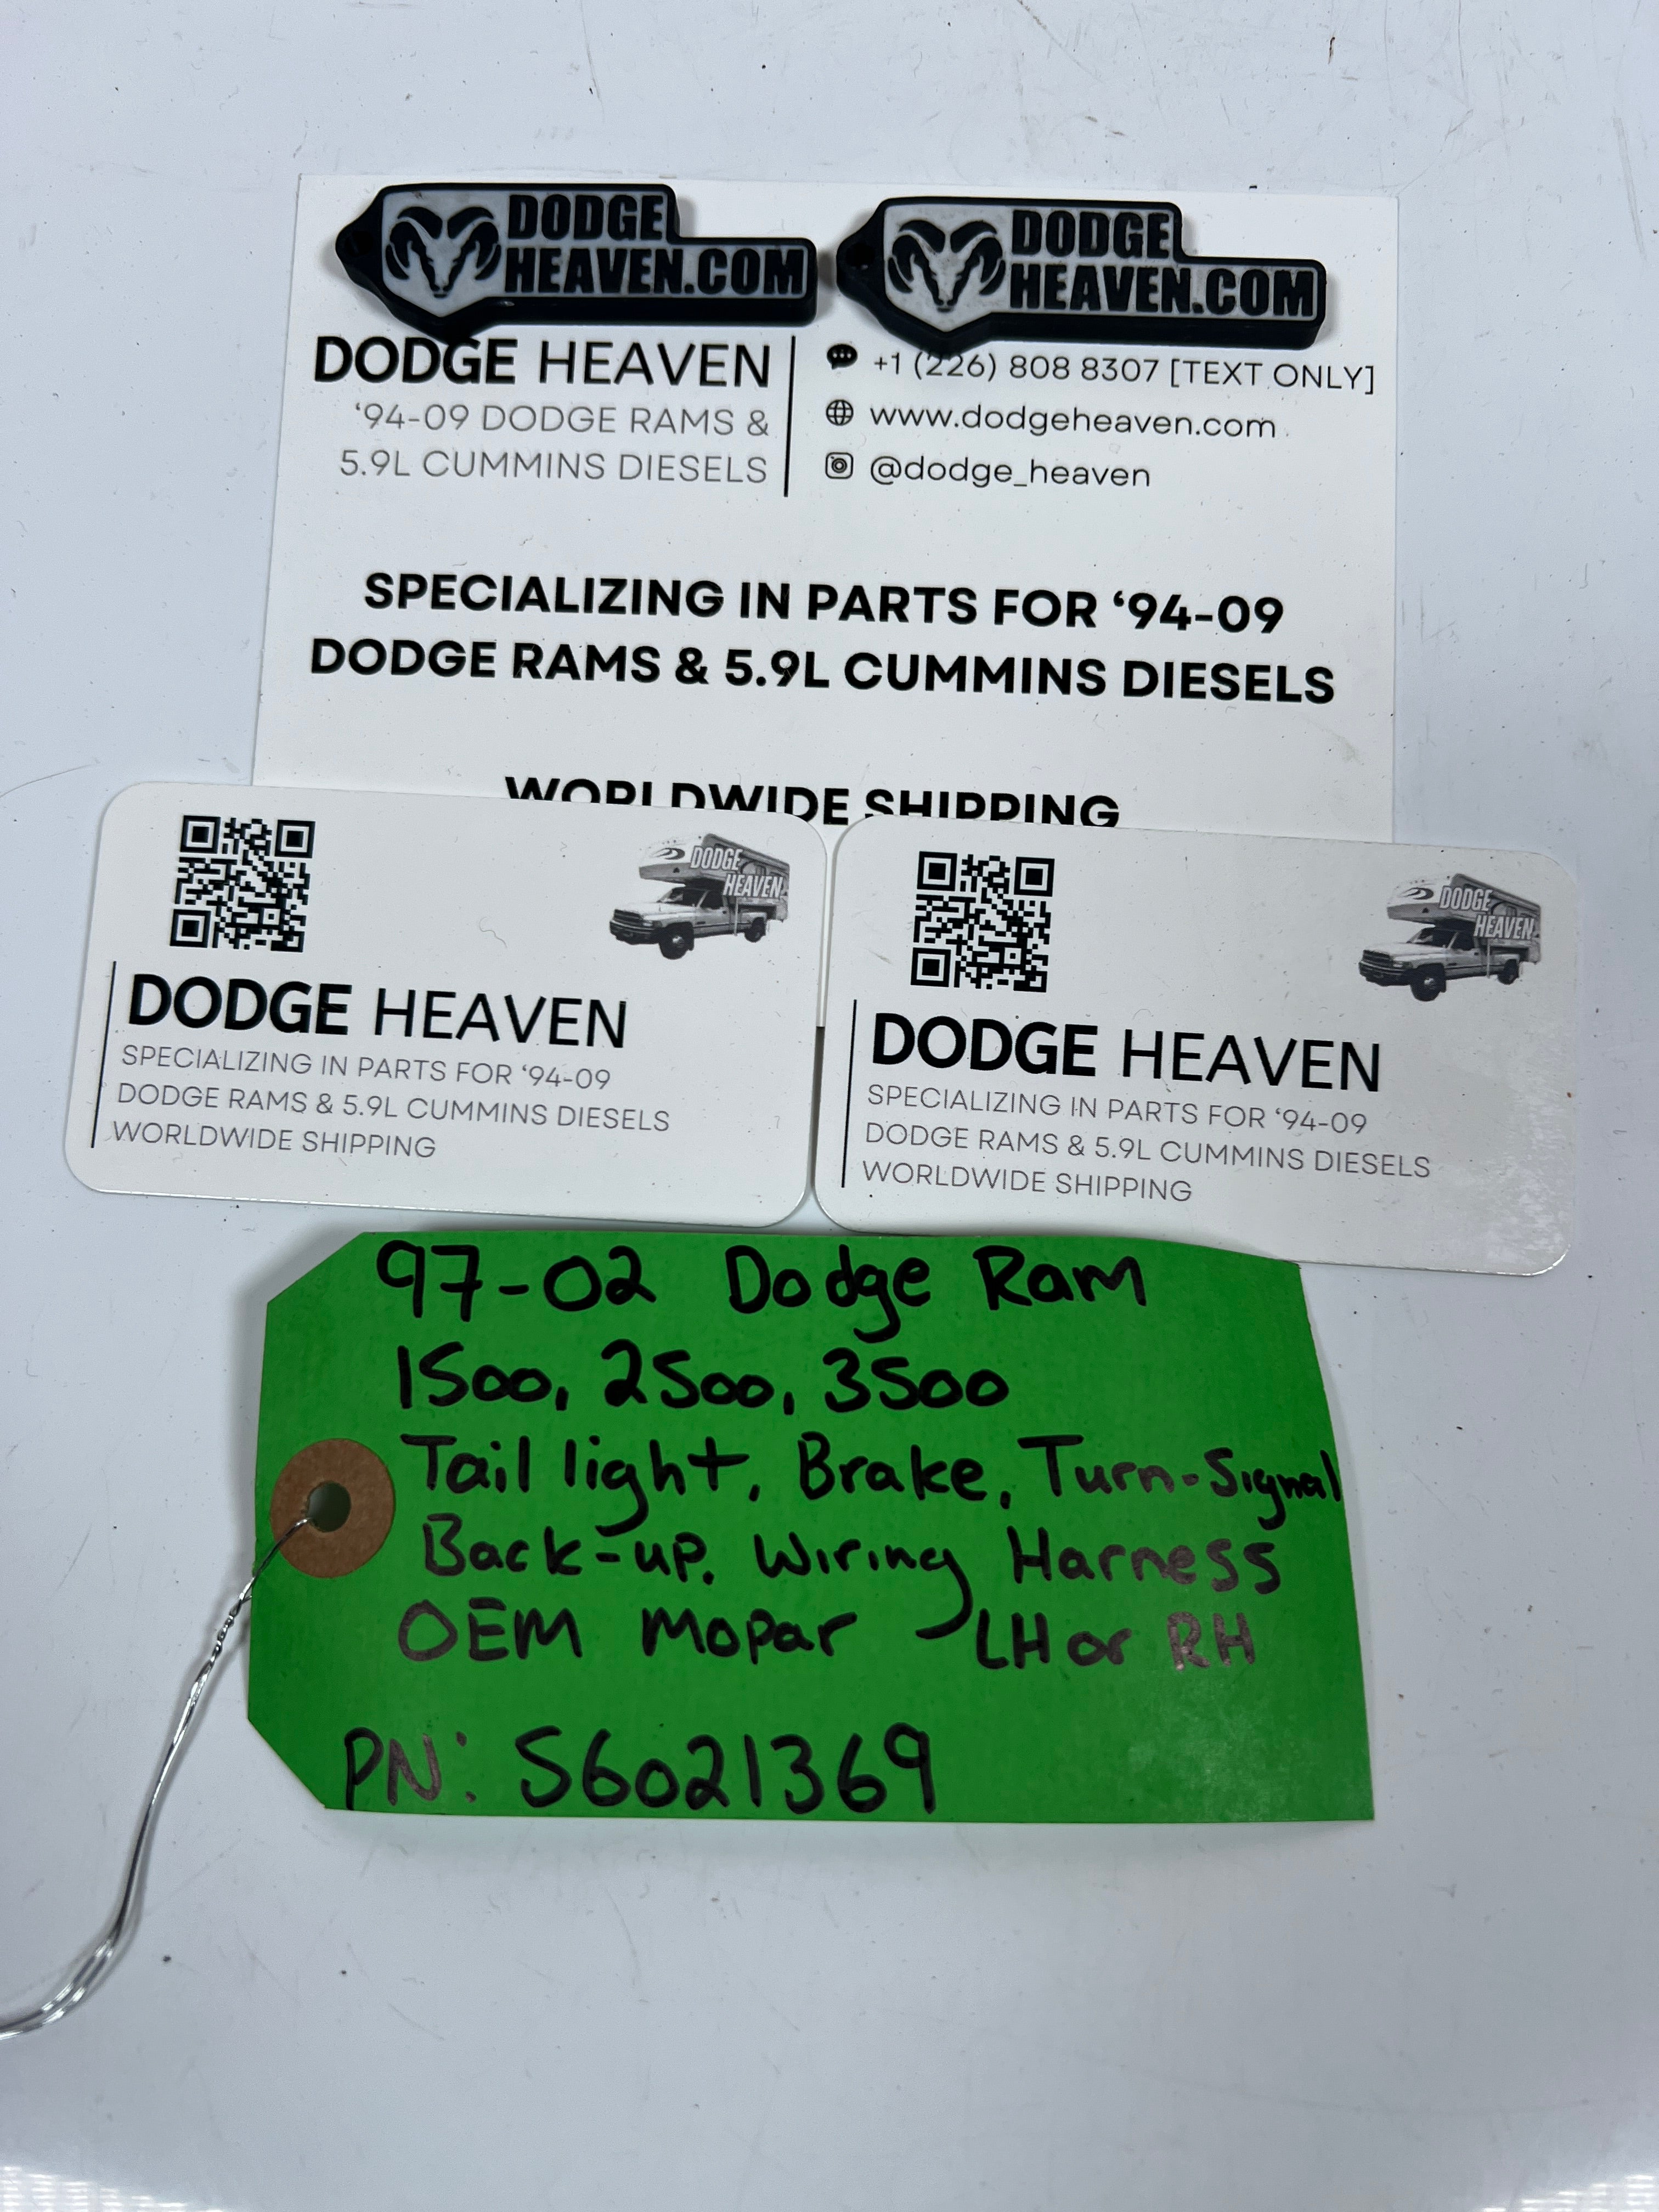 DODGE
HEAVEN.COM
DODGE
HEAVEN.COM
DODGE HEAVEN
‘94-09 DODGE RAMS &
5.9L CUMMINS DIESELS
+1 (226) 808 8307 [TEXT ONLY]
www.dodgeheaven.com
@dodge_heaven
SPECIALIZING IN PARTS FOR ‘94-09
DODGE RAMS & 5.9L CUMMINS DIESELS
WORLDWIDE SHIPPING
DODGE
HEAVEN
DODGE HEAVEN
SPECIALIZING IN PARTS FOR ‘94-09
DODGE RAMS & 5.9L CUMMINS DIESELS
WORLDWIDE SHIPPING
DODGE
HEAVEN
DODGE HEAVEN
SPECIALIZING IN PARTS FOR ‘94-09
DODGE RAMS & 5.9L CUMMINS DIESELS
WORLDWIDE SHIPPING
97-02 Dodge Ram
1500, 2500, 3500
Tail light, Brake, Turn-Signal
Back-up. Wiring Harness
OEM Mopar - LH or RH
PN: 56021369